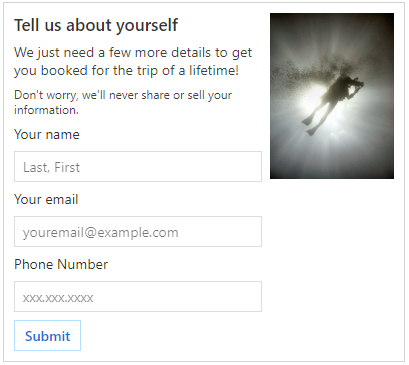 Tell us about yourself
We just need a few more details to get
you booked for the trip of a lifetime!
Don't worry, we'll never share or sell your
information.
Your name
Last, First
Your email
youremail@example.com
Phone Number
xxx.xxx.xxxx
Submit